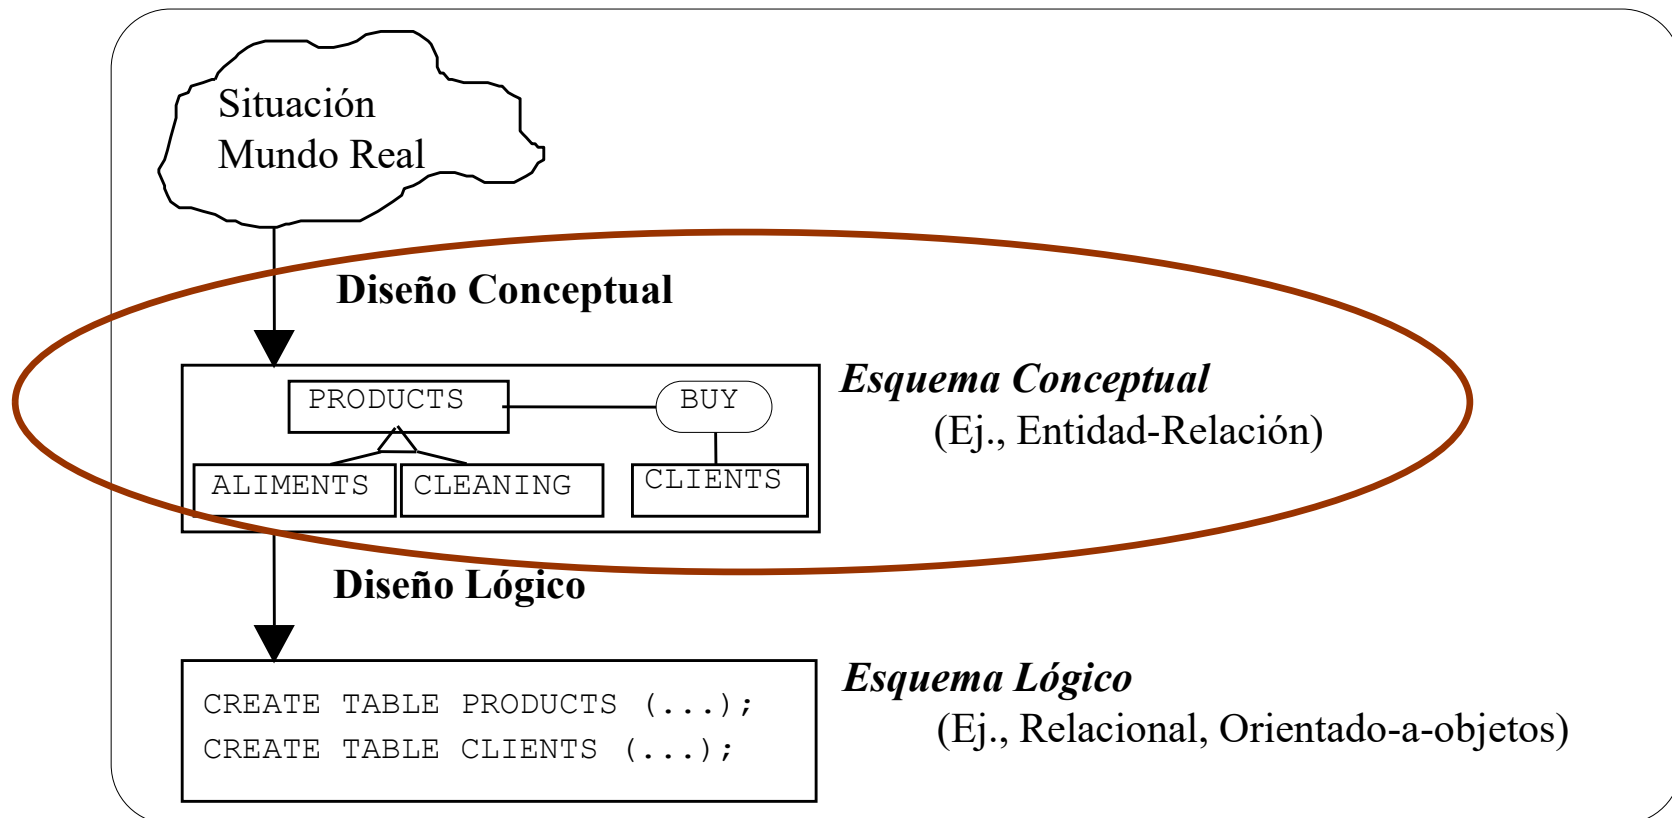 Situación
Mundo Real
Diseño Conceptual
PRODUCTS
BUY
ALIMENTS
CLEANING
CLIENTS
Esquema Conceptual
(Ej., Entidad-Relación)
Diseño Lógico
CREATE TABLE PRODUCTS (...);
CREATE TABLE CLIENTS (...);
Esquema Lógico
(Ej., Relacional, Orientado-a-objetos)